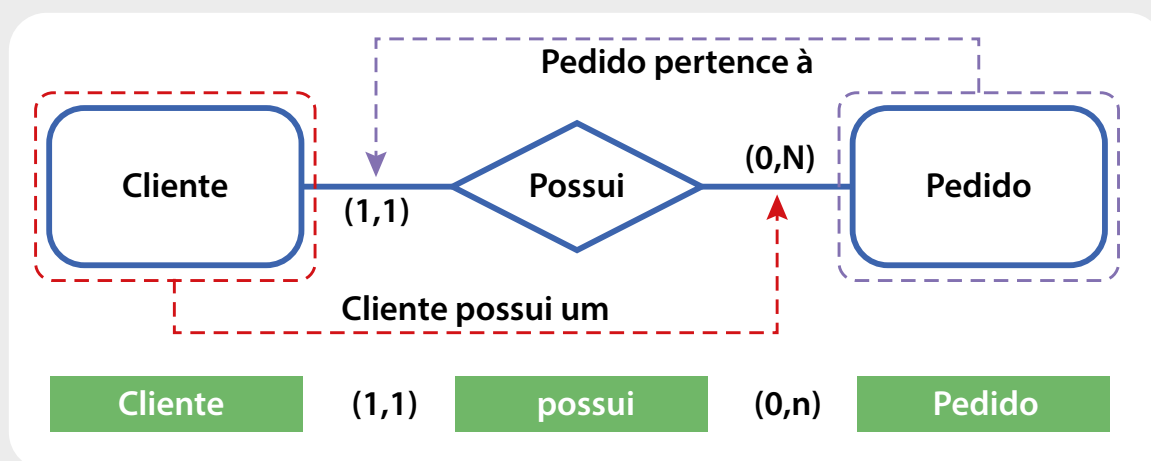 Pedido pertence à
Cliente
(1,1)
Possui
(0,N)
Pedido
Cliente possui um
Cliente (1,1) possui (0,n) Pedido